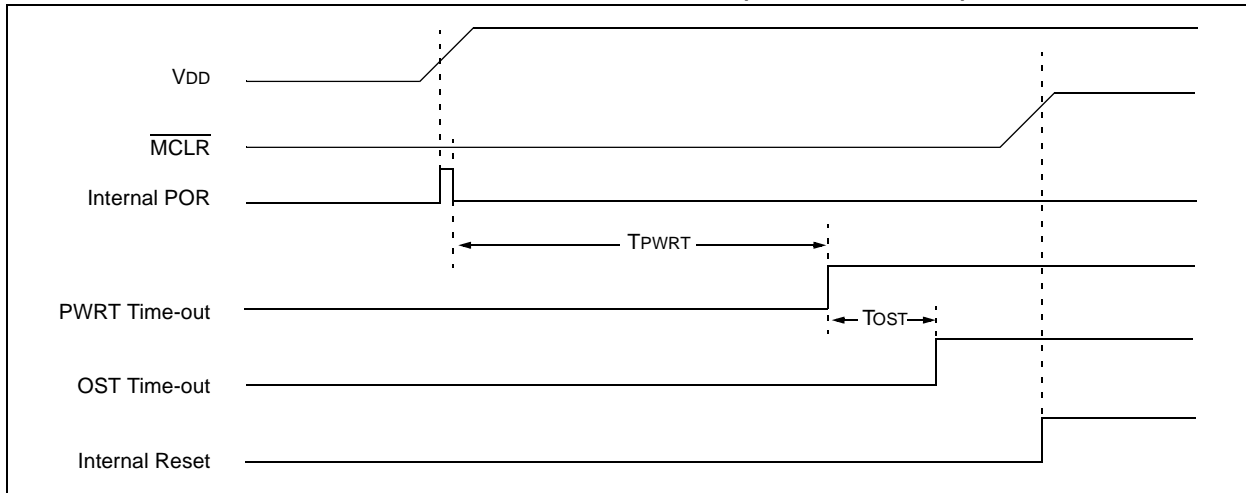 VDD
MCLR
Internal POR
TPWRT
PWRT Time-out
TOST
OST Time-out
Internal Reset